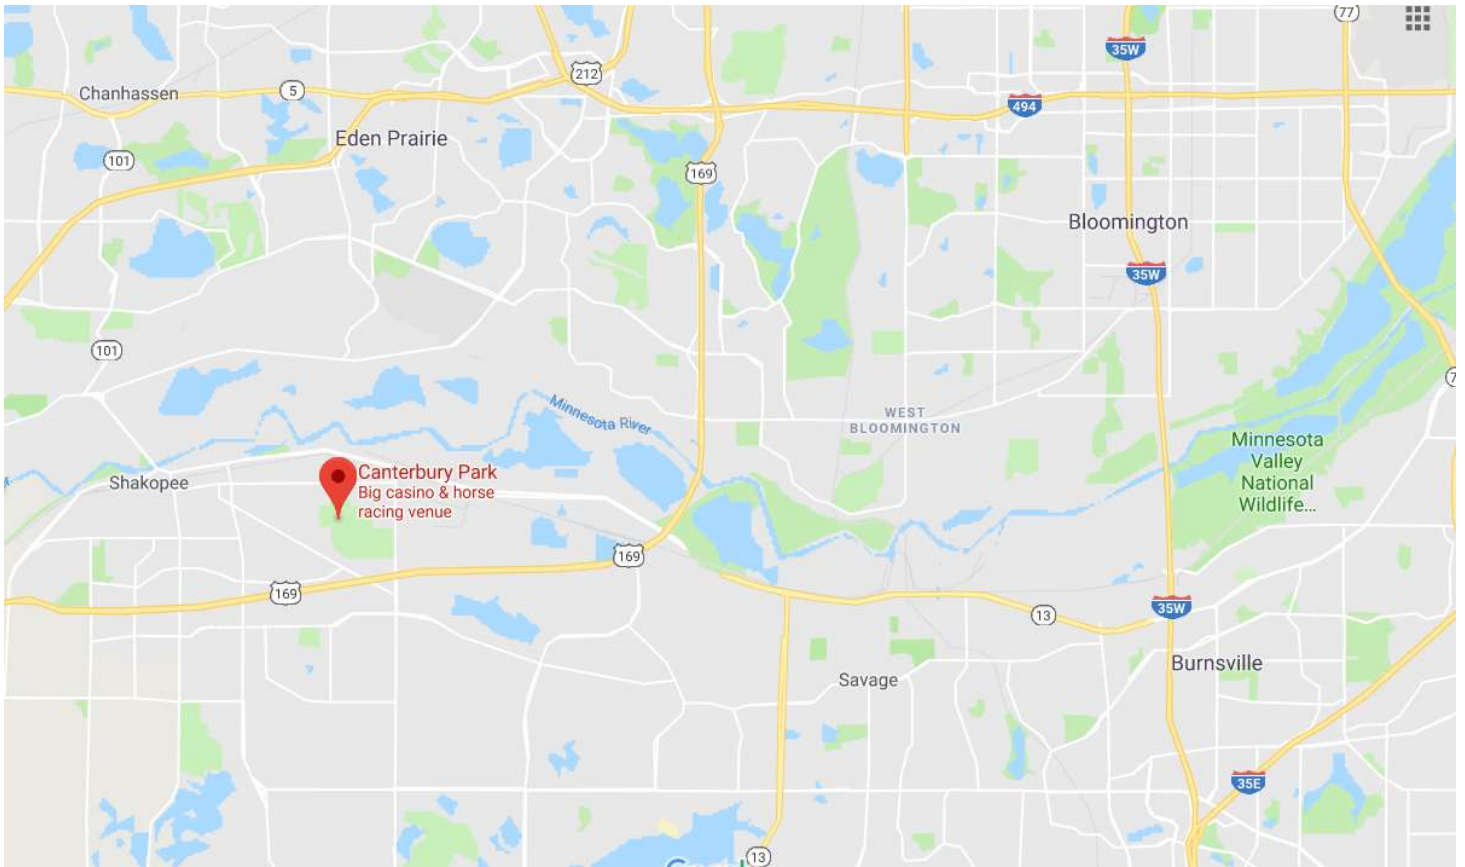 77
35W
212
Chanhassen
5
494
Eden Prairie
101
169
Bloomington
35W
101
Minnesota River
WEST
BLOOMINGTON
Minnesota
Valley
National
Wildlife...
Canterbury Park
Big casino & horse
racing venue
Shakopee
169
169
35W
13
Burnsville
Savage
35E
13